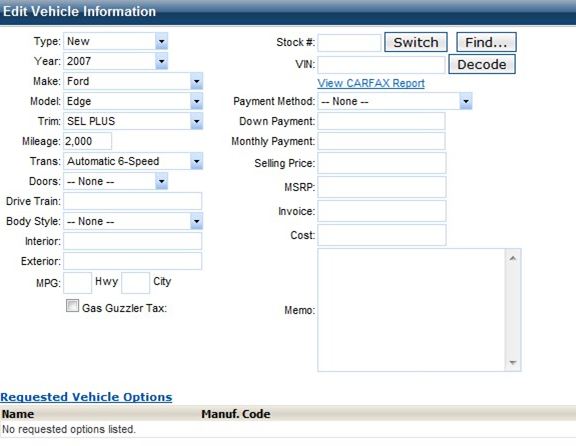 Edit Vehicle Information
Type: New
Year: 2007
Make: Ford
Model: Edge
Trim: SEL PLUS
Mileage: 2,000
Trans: Automatic 6-Speed
Doors: -- None --
Drive Train:
Body Style: -- None --
Interior:
Exterior:
MPG: Hwy City
Gas Guzzler Tax:
Stock #: Switch Find...
VIN: Decode
View CARFAX Report
Payment Method: -- None --
Down Payment:
Monthly Payment:
Selling Price:
MSRP:
Invoice:
Cost:
Memo:
Requested Vehicle Options
Name Manuf. Code
No requested options listed.